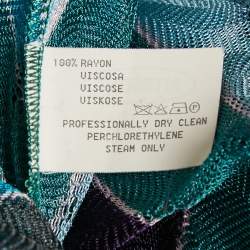 100% RAYON
VISCOSA
VISCOSE
VISKOSE
PROFESSIONALLY DRY CLEAN
PERCHLORETHYLENE
STEAM ONLY